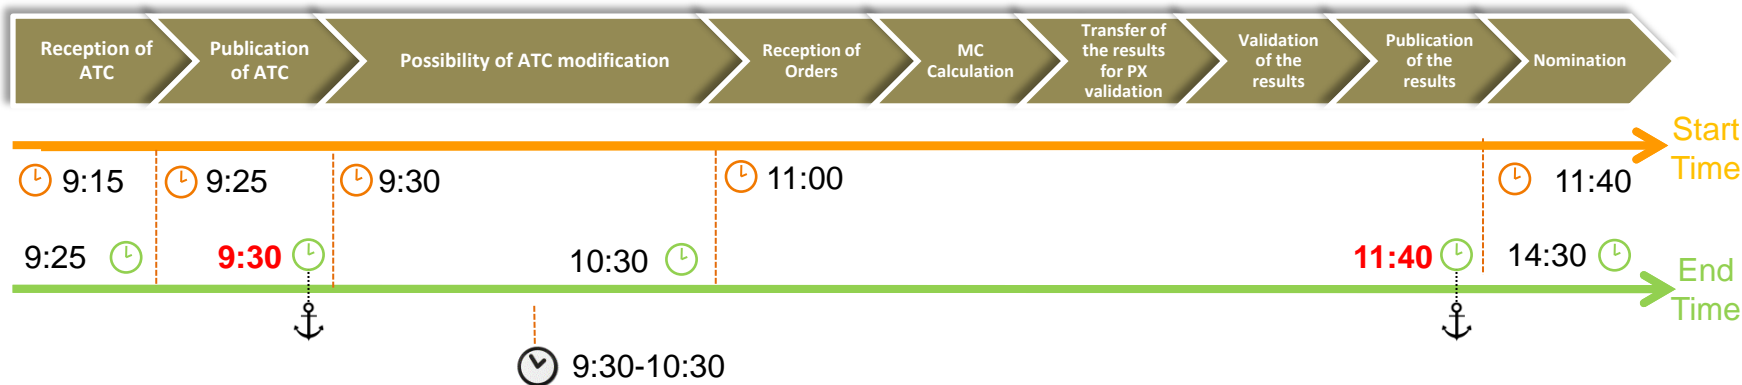 Reception of
ATC
Publication
of ATC
Possibility of ATC modification
Reception of
Orders
MC
Calculation
Transfer of
the results
for PX
validation
Validation
of the
results
Publication
of the
results
Nomination
Start
Time
9:15
9:25
9:30
11:00
11:40
9:25
9:30
10:30
11:40
14:30
End
Time
9:30-10:30